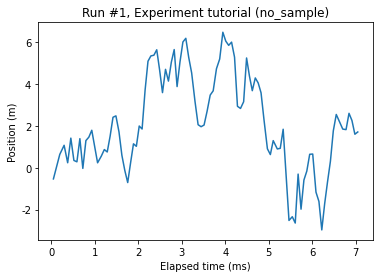 Run #1, Experiment tutorial (no_sample)
Position (m)
6
4
2
0
-2
0 1 2 3 4 5 6 7
Elapsed time (ms)